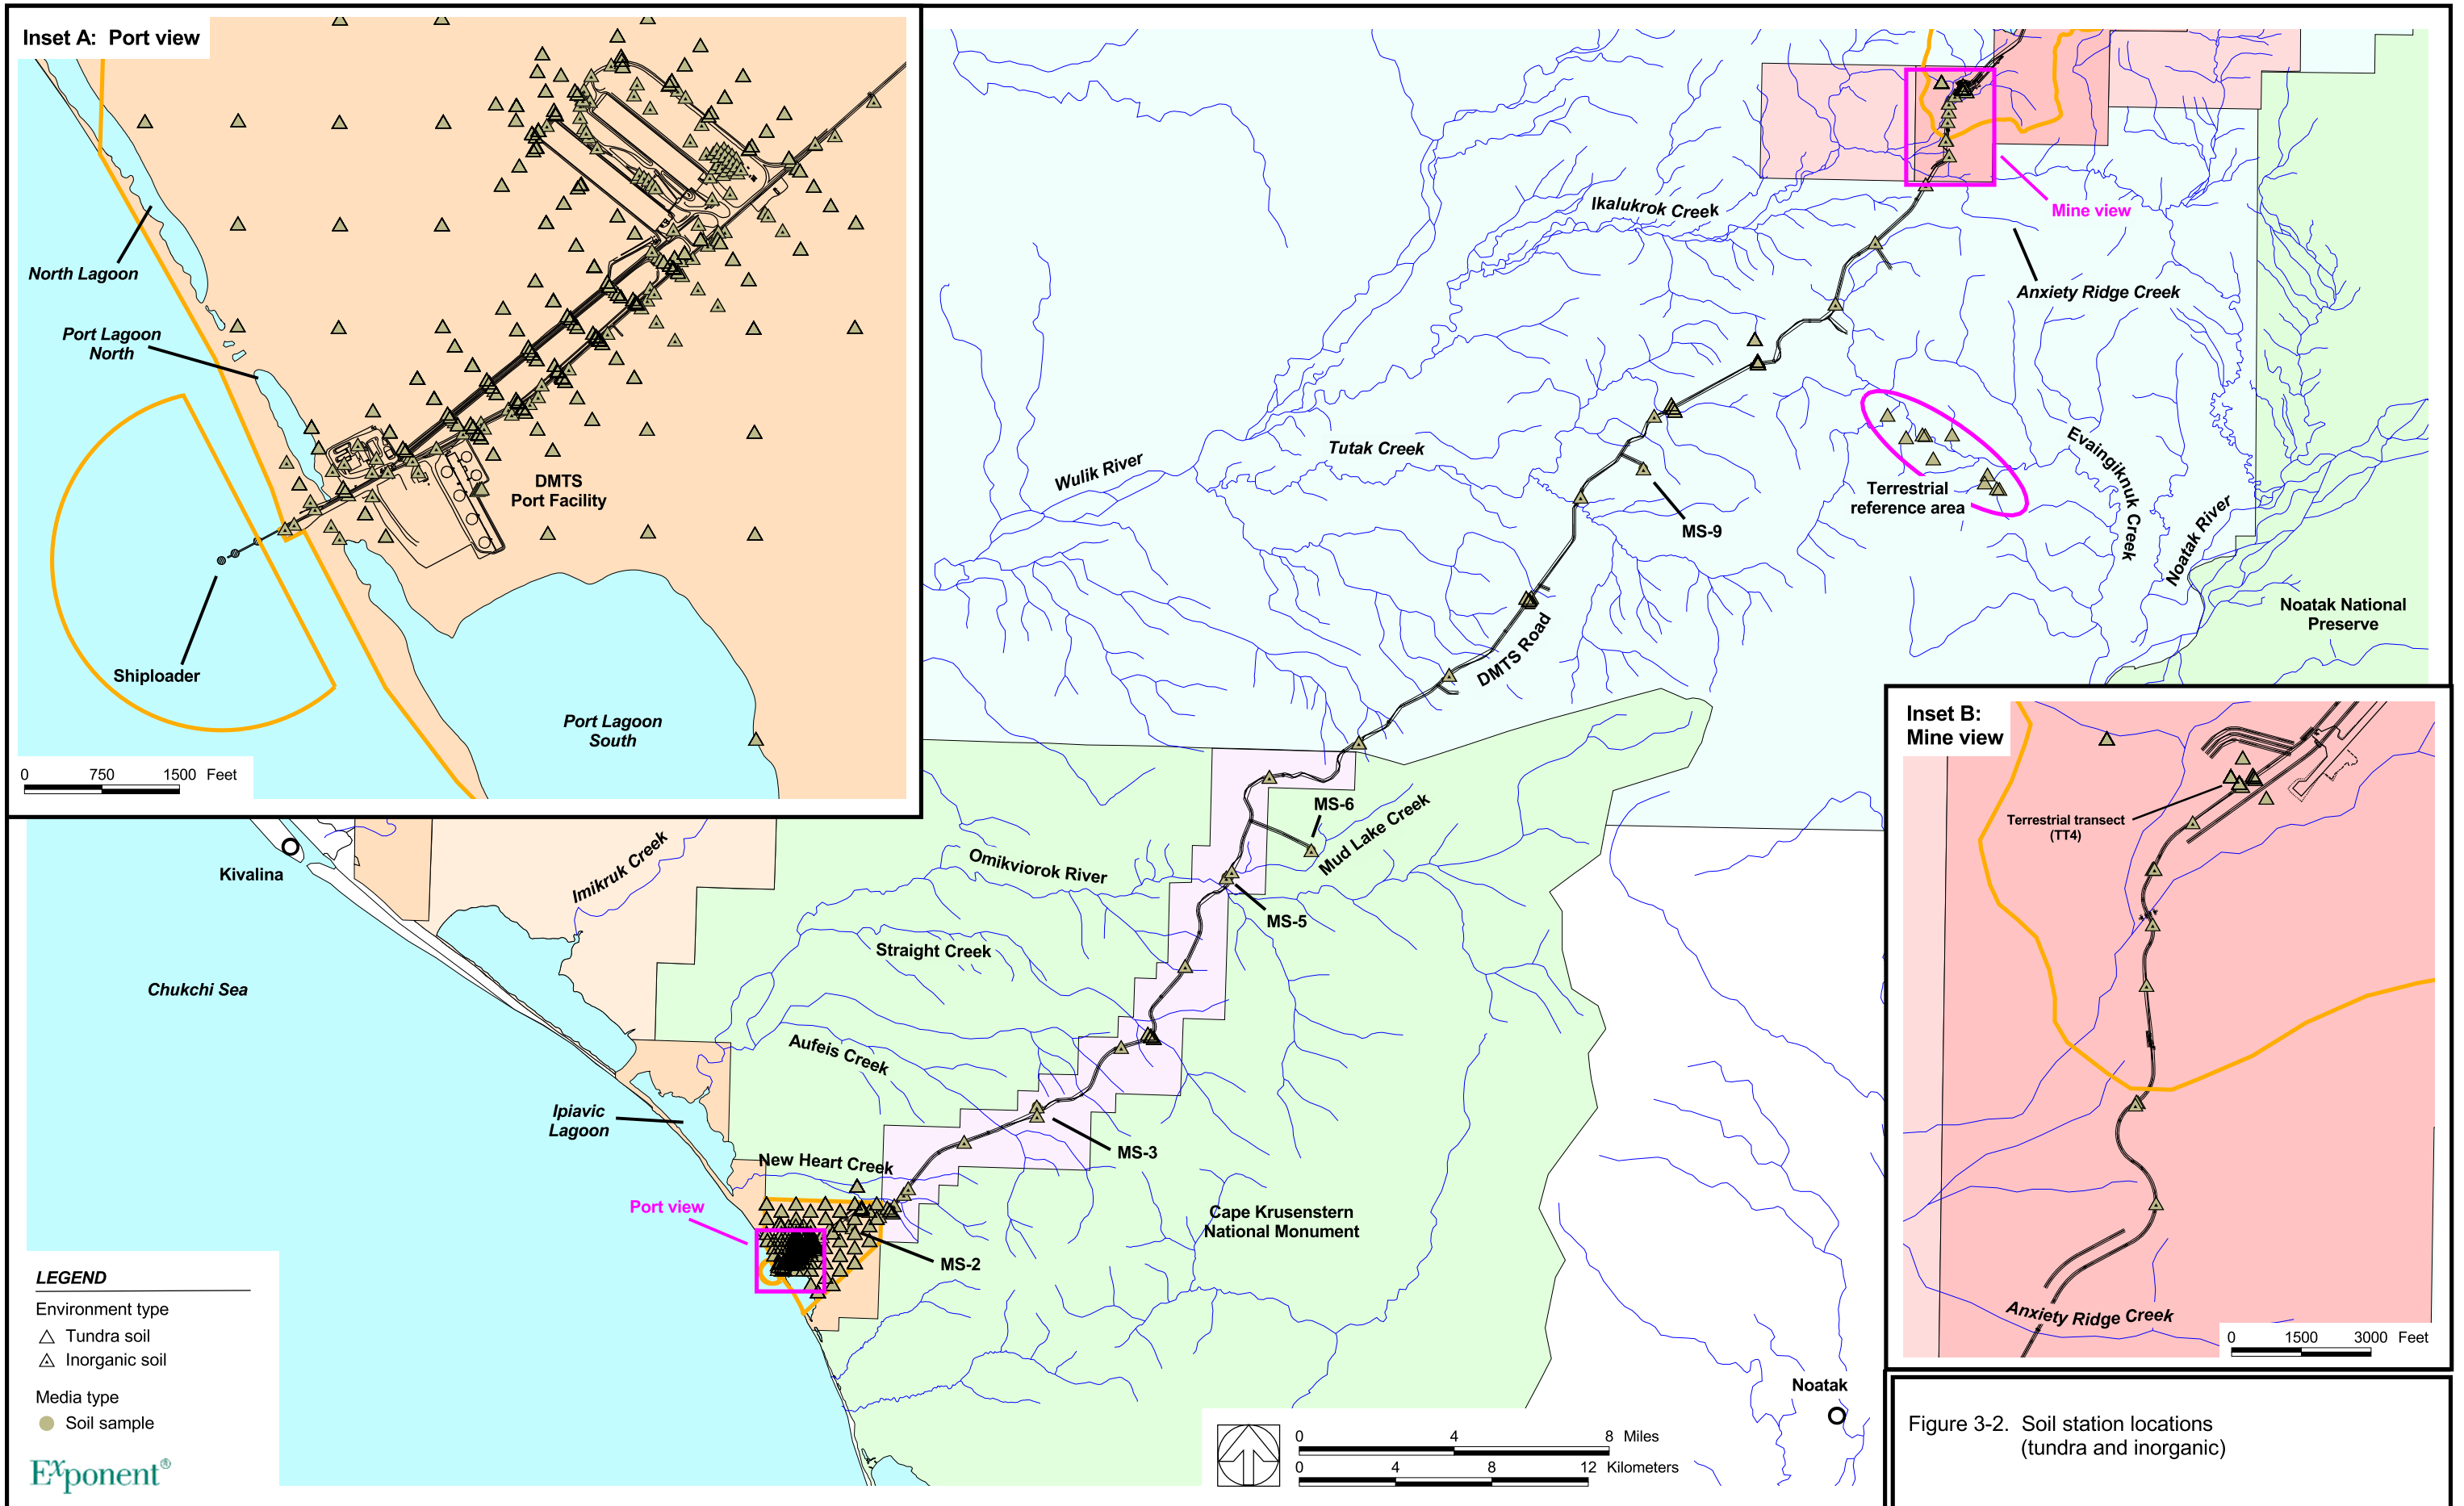 Inset A: Port view
North Lagoon
Port Lagoon
North
DMTS
Port Facility
Shiploader
Port Lagoon
South
0 750 1500 Feet
Ikalukrok Creek
Mine view
Anxiety Ridge Creek
Wulik River
Tutak Creek
MS-9
Terrestrial
reference area
Evaingiknuk Creek
Noatak River
Noatak National
Preserve
DMTS Road
Inset B:
Mine view
Terrestrial transect
(TT4)
Anxiety Ridge Creek
0 1500 3000 Feet
Kivalina
Imikruk Creek
Omikviorok River
MS-6
Mud Lake Creek
MS-5
Straight Creek
Chukchi Sea
Aufeis Creek
Ipiavic
Lagoon
MS-3
New Heart Creek
Port view
Cape Krusenstern
National Monument
MS-2
Noatak
LEGEND
Environment type
Tundra soil
Inorganic soil
Media type
Soil sample
Exponent®
0 4 8 Miles
0 4 8 12 Kilometers
Figure 3-2. Soil station locations
(tundra and inorganic)